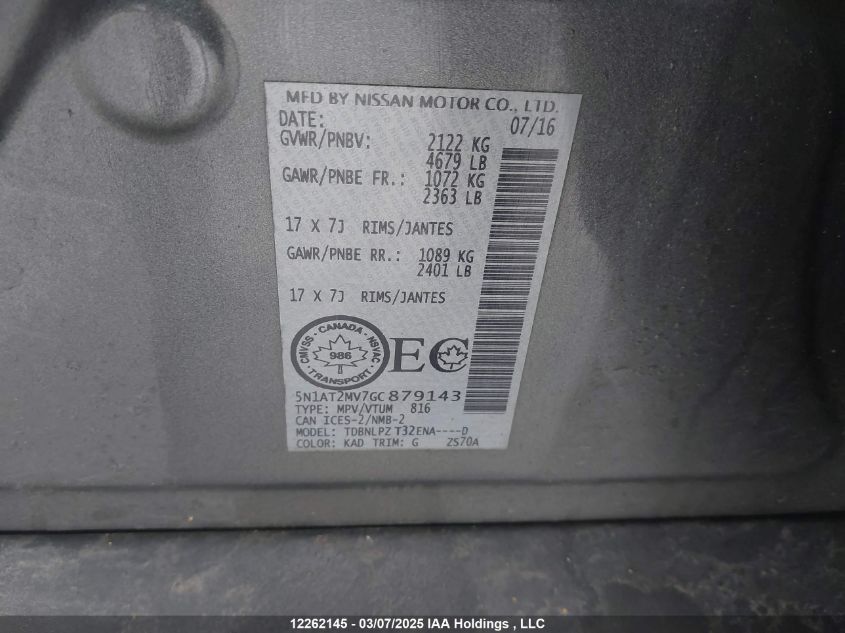 MFD BY NISSAN MOTOR CO., LTD.
DATE: 07/16
GVWR/PNBV: 2122 KG
4679 LB
GAWR/PNBE FR.: 1072 KG
2363 LB
17 X 7J RIMS/JANTES
GAWR/PNBE RR.: 1089 KG
2401 LB
17 X 7J RIMS/JANTES
CMVSS · CANADA · NSVAC
986
TRANSPORT
EC
5N1AT2MV7GC879143
TYPE: MPV/VTUM 816
CAN ICES-2/NMB-2
MODEL: TDBNLPZ T32ENA----D
COLOR: KAD TRIM: G ZS70A
12262145 - 03/07/2025 IAA Holdings , LLC